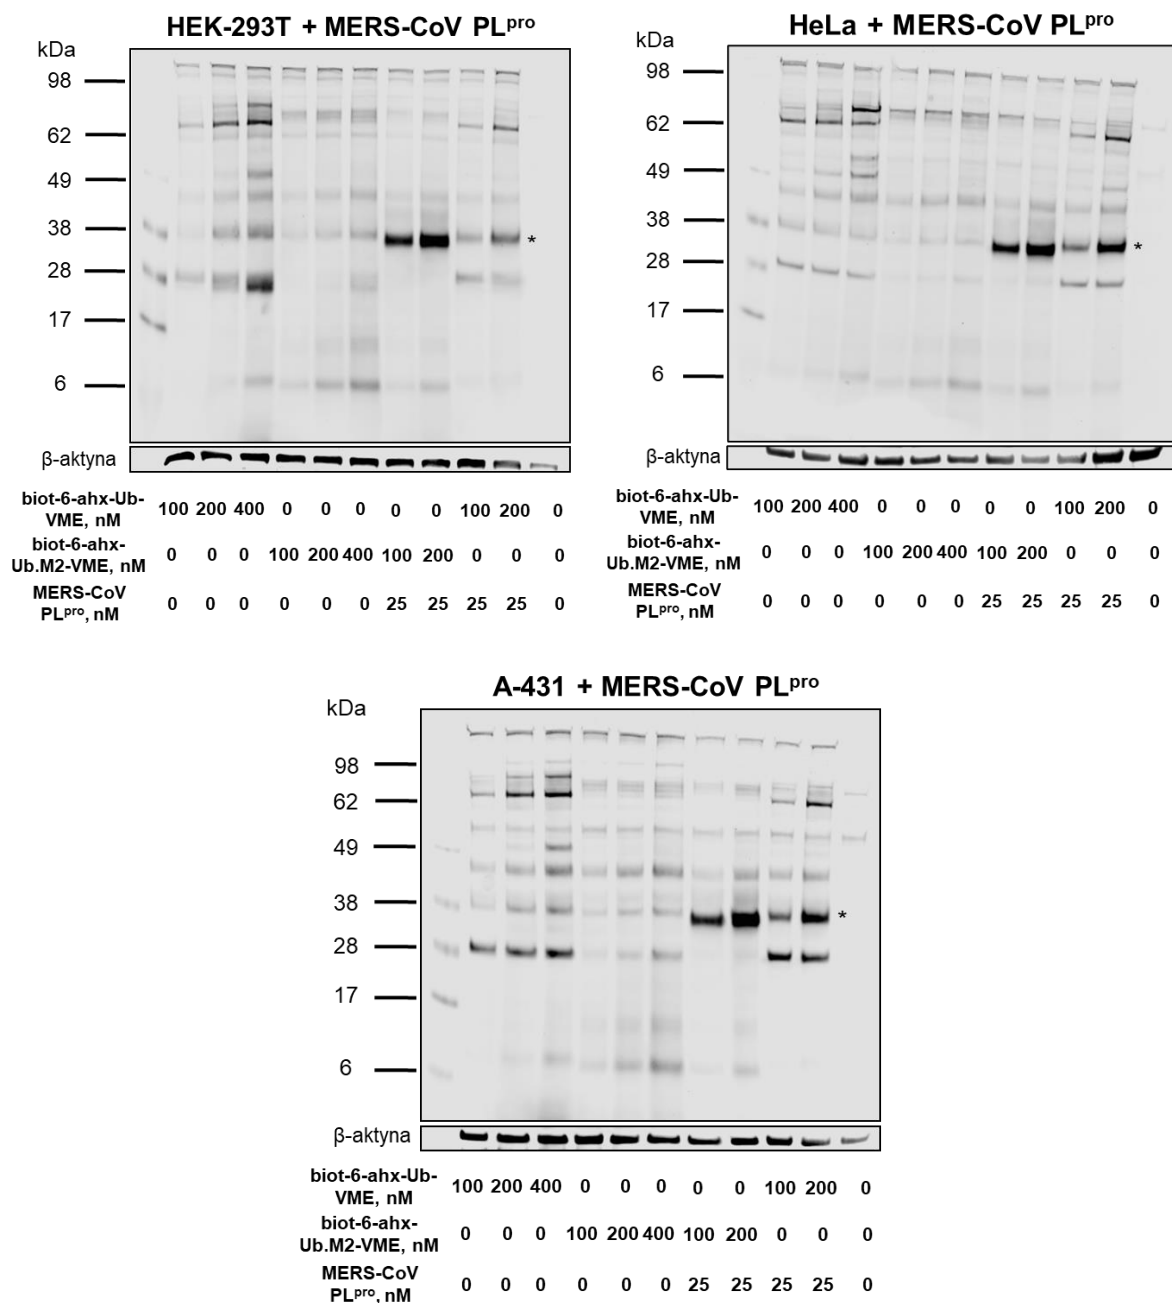 HEK-293T + MERS-CoV PLpro
kDa
98
62
49
38
28
17
6
*
β-aktyna
biot-6-ahx-Ub-
VME, nM
100 200 400 0 0 0 0 0 100 200 0
biot-6-ahx-
Ub.M2-VME, nM
0 0 0 100 200 400 100 200 0 0 0
MERS-CoV
PLpro, nM
0 0 0 0 0 0 25 25 25 25 0
HeLa + MERS-CoV PLpro
kDa
98
62
49
38
28
17
6
*
β-aktyna
biot-6-ahx-Ub-
VME, nM
100 200 400 0 0 0 0 0 100 200 0
biot-6-ahx-
Ub.M2-VME, nM
0 0 0 100 200 400 100 200 0 0 0
MERS-CoV
PLpro, nM
0 0 0 0 0 0 25 25 25 25 0
A-431 + MERS-CoV PLpro
kDa
98
62
49
38
28
17
6
*
β-aktyna
biot-6-ahx-Ub-
VME, nM
100 200 400 0 0 0 0 0 100 200 0
biot-6-ahx-
Ub.M2-VME, nM
0 0 0 100 200 400 100 200 0 0 0
MERS-CoV
PLpro, nM
0 0 0 0 0 0 25 25 25 25 0